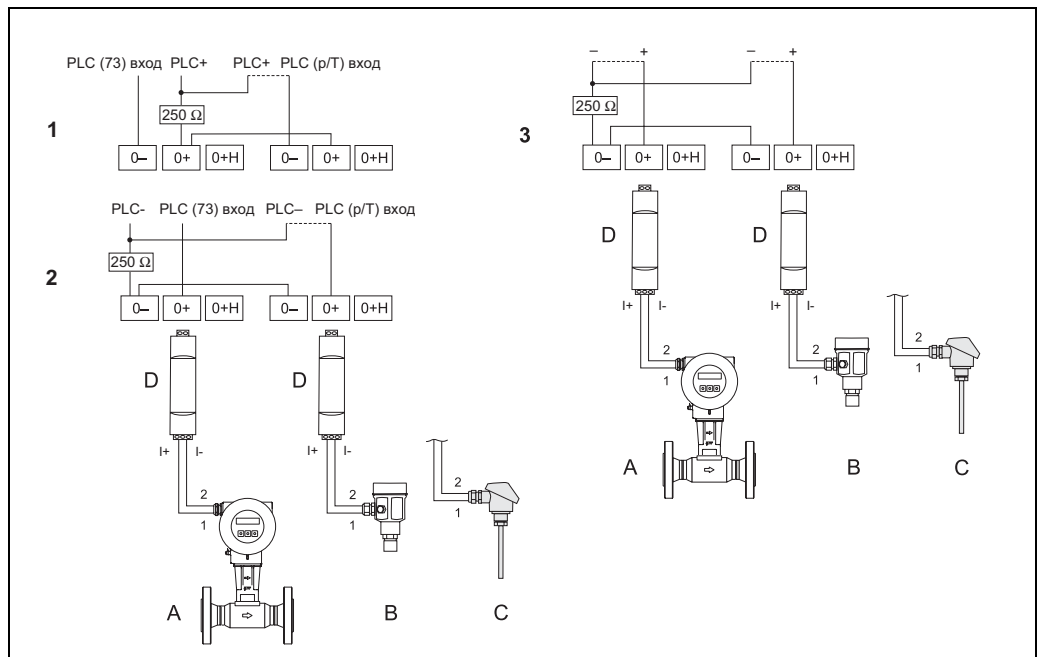 PLC (73) вход PLC+ PLC+ PLC (p/T) вход
250 Ω
1
0– 0+ 0+H 0– 0+ 0+H
PLC- PLC (73) вход PLC– PLC (p/T) вход
250 Ω
2
0– 0+ 0+H 0– 0+ 0+H
D D
I+ I- I+ I-
2 2 2
1 1 1
A B C
– + – +
250 Ω
3
0– 0+ 0+H 0– 0+ 0+H
D D
I+ I- I+ I-
2 2 2
1 1 1
A B C